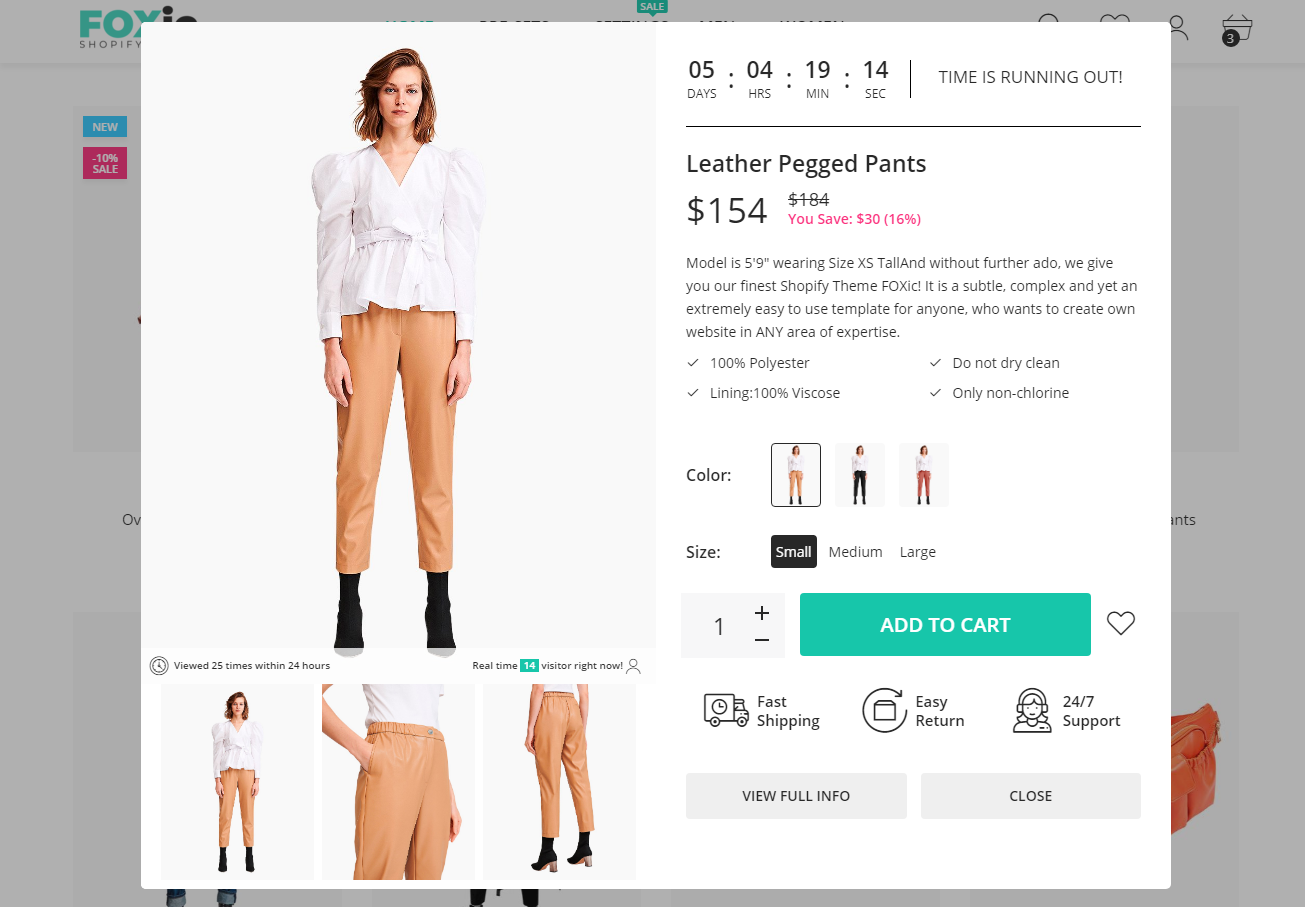 FOXic
SHOPIFY
SALE
3
NEW
-10%
SALE
05 : 04 : 19 : 14
DAYS HRS MIN SEC
TIME IS RUNNING OUT!
Leather Pegged Pants
$154
$184
You Save: $30 (16%)
Model is 5'9" wearing Size XS TallAnd without further ado, we give
you our finest Shopify Theme FOXic! It is a subtle, complex and yet an
extremely easy to use template for anyone, who wants to create own
website in ANY area of expertise.
100% Polyester
Do not dry clean
Lining:100% Viscose
Only non-chlorine
Color:
Size: Small Medium Large
1 + −
ADD TO CART
Viewed 25 times within 24 hours
Real time 14 visitor right now!
Fast
Shipping
Easy
Return
24/7
Support
VIEW FULL INFO
CLOSE